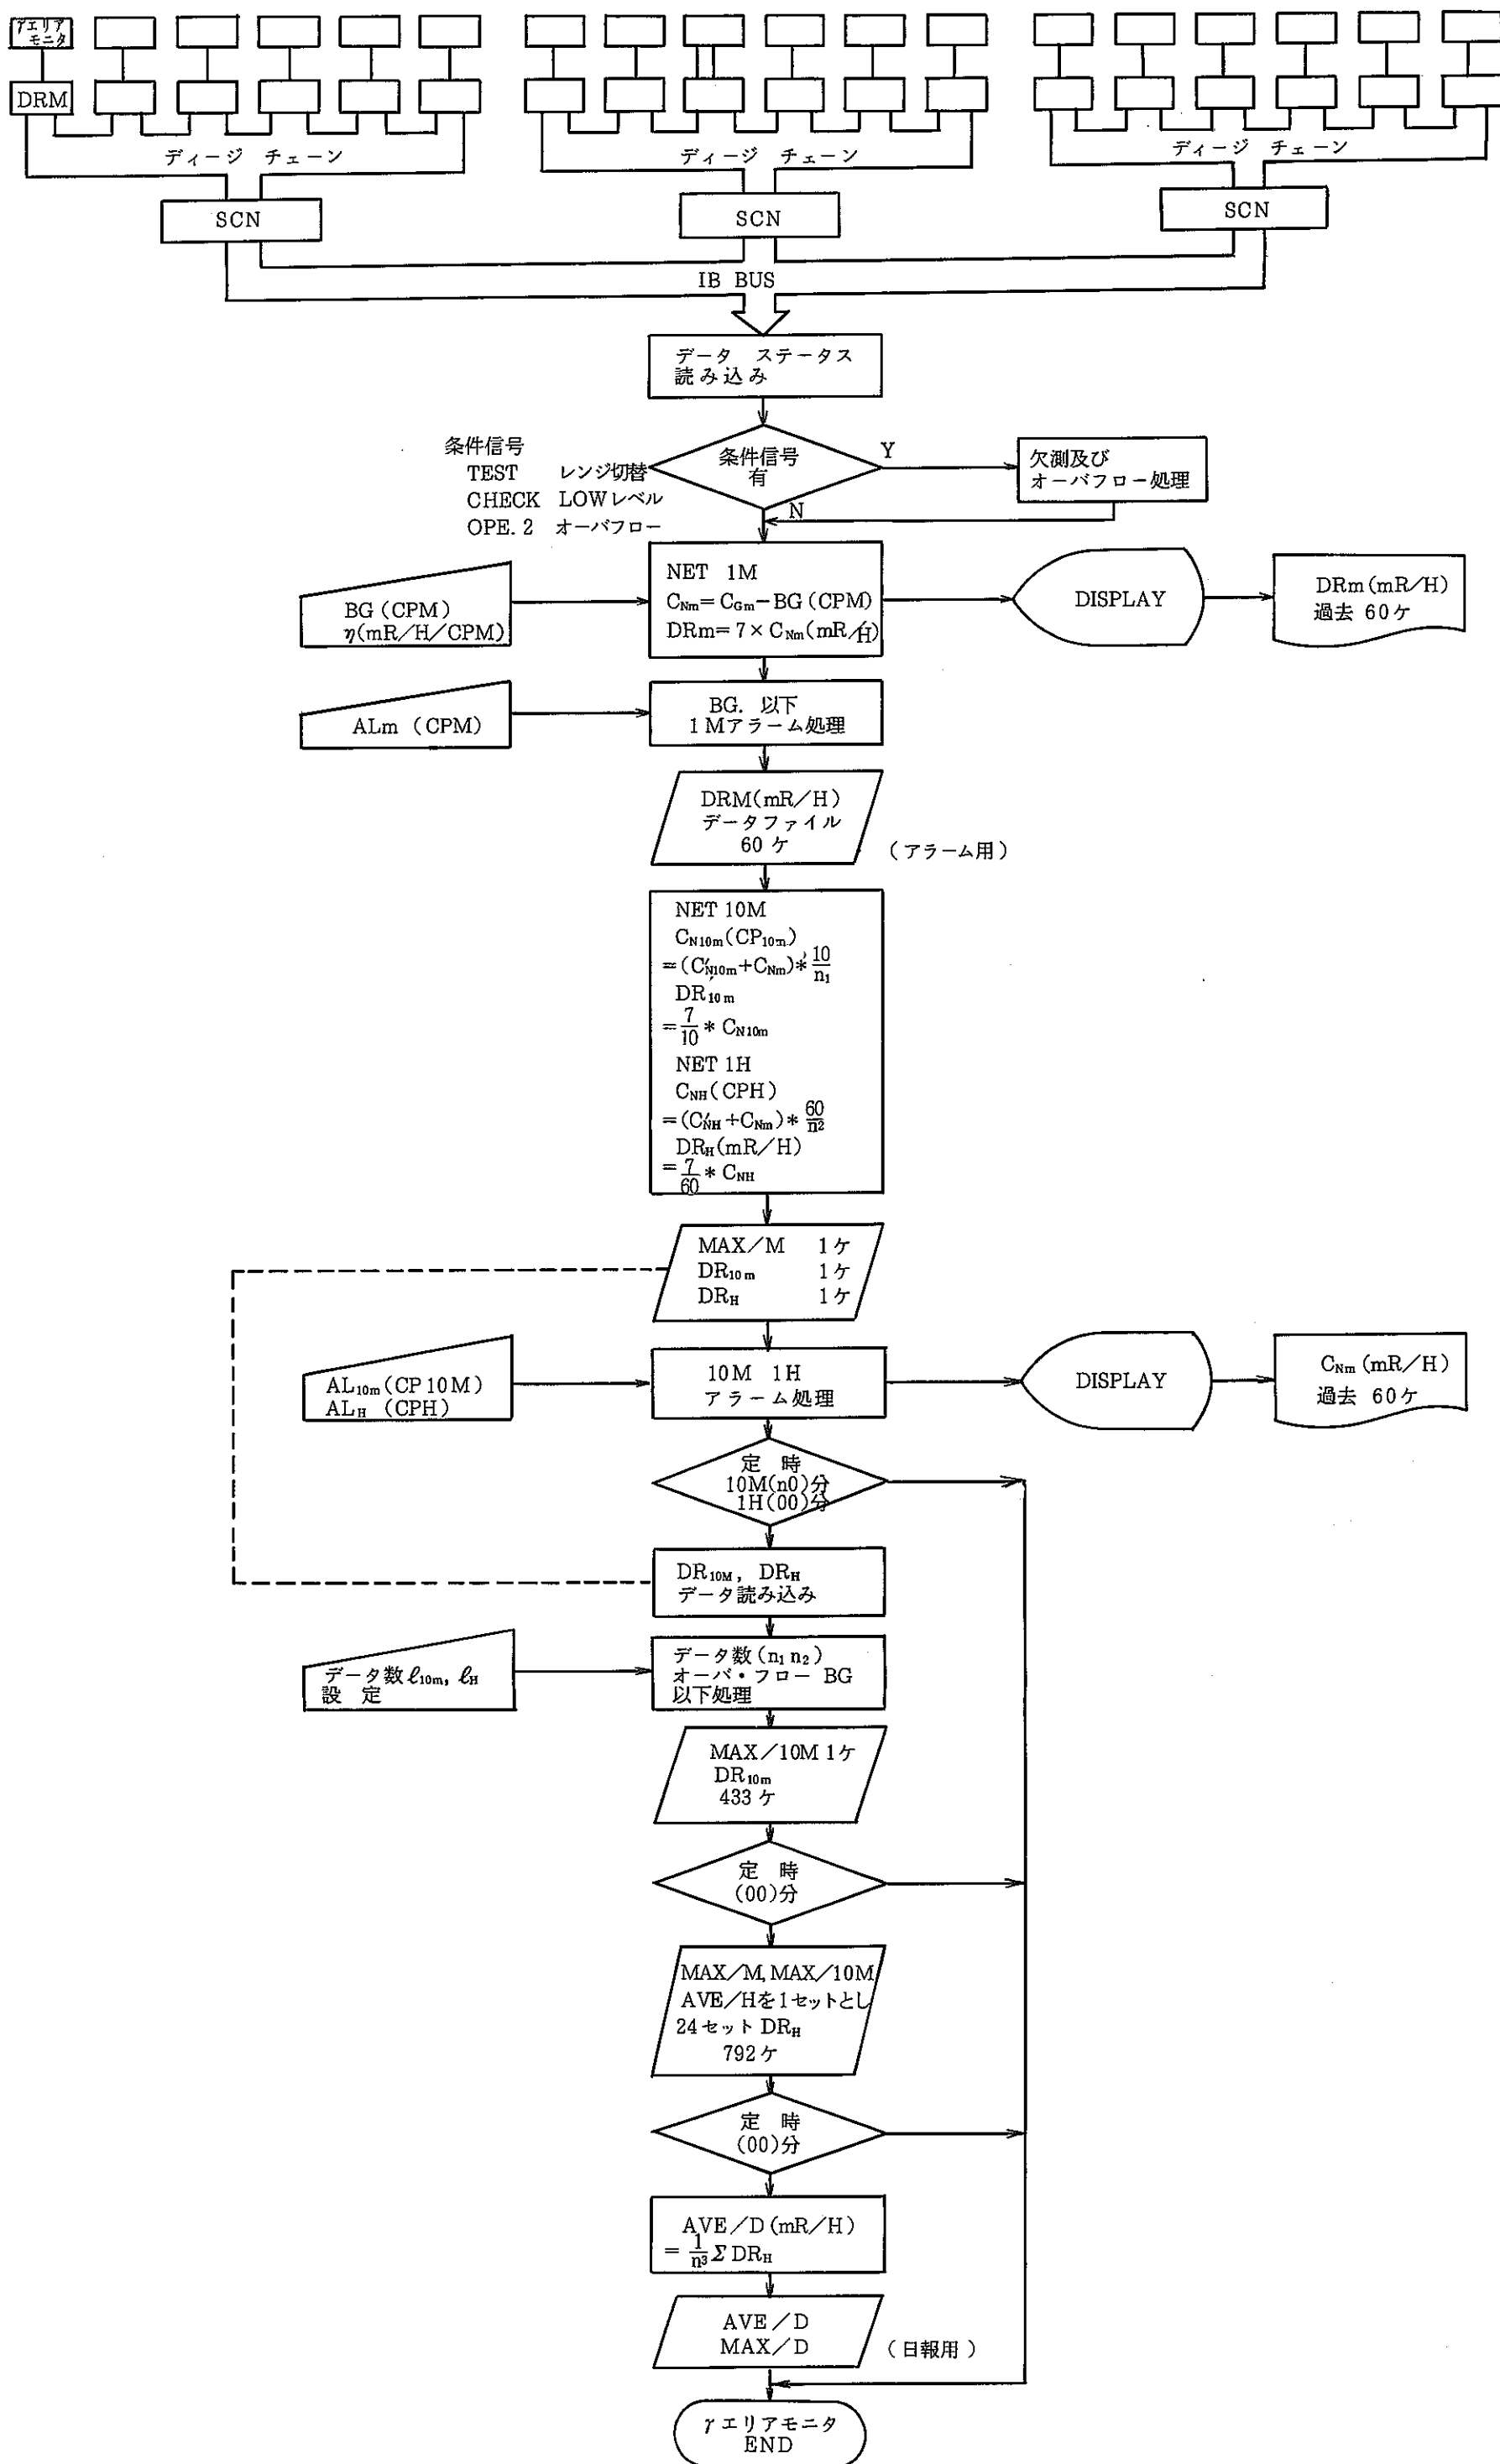 γエリア
モニタ
DRM
ディージ チェーン
ディージ チェーン
ディージ チェーン
SCN
SCN
SCN
IB BUS
データ ステータス
読み込み
条件信号
TEST レンジ切替
CHECK LOWレベル
OPE.2 オーバフロー
条件信号
有
Y
N
欠測及び
オーバフロー処理
BG (CPM)
η(mR/H/CPM)
NET 1M
CNm=CGm−BG (CPM)
DRm=7×CNm(mR/H)
DISPLAY
DRm(mR/H)
過去 60ケ
ALm (CPM)
BG. 以下
1Mアラーム処理
DRM(mR/H)
データファイル
60ケ
(アラーム用)
NET 10M
CN10m(CP10m)
=(C'N10m+CNm)*10/n1
DR10m
=7/10*CN10m
NET 1H
CNH(CPH)
=(C'NH+CNm)*60/n2
DRH(mR/H)
=7/60*CNH
MAX/M 1ケ
DR10m 1ケ
DRH 1ケ
AL10m(CP10M)
ALH (CPH)
10M 1H
アラーム処理
DISPLAY
CNm(mR/H)
過去 60ケ
定 時
10M(n0)分
1H(00)分
DR10M, DRH
データ読み込み
データ数ℓ10m, ℓH
設 定
データ数(n1 n2)
オーバ・フロー BG
以下処理
MAX/10M 1ケ
DR10m
433ケ
定 時
(00)分
MAX/M, MAX/10M
AVE/Hを1セットとし
24セット DRH
792ケ
定 時
(00)分
AVE/D(mR/H)
=1/n3 Σ DRH
AVE/D
MAX/D
(日報用)
γエリアモニタ
END